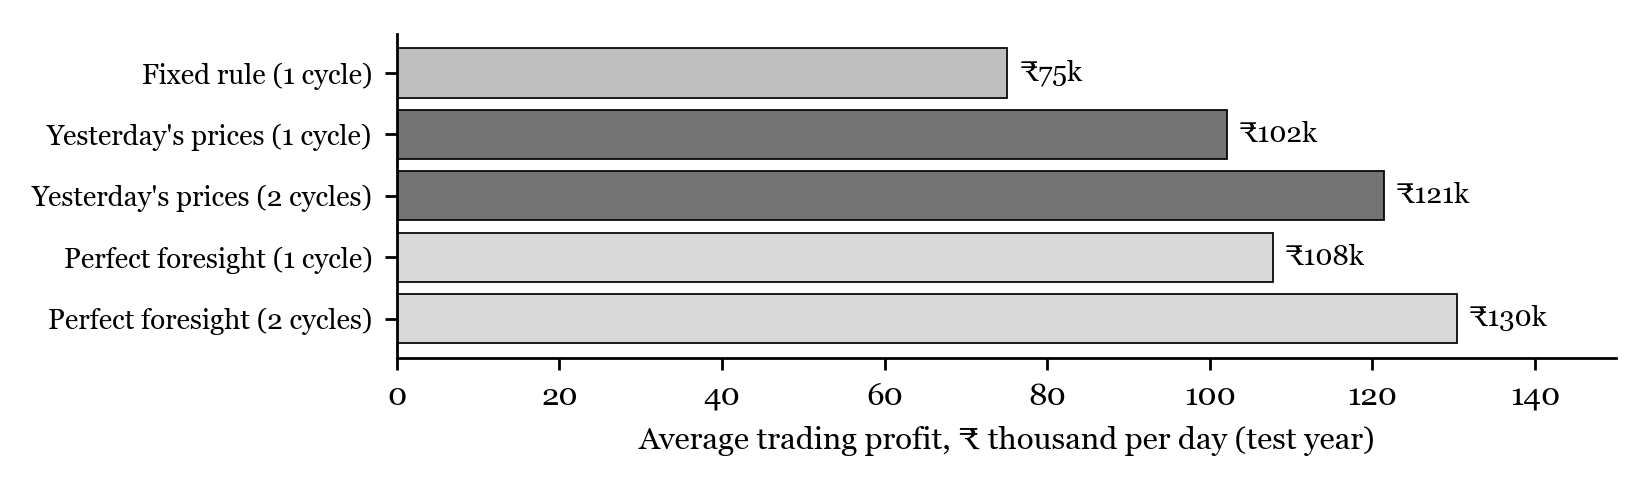 Fixed rule (1 cycle)
₹75k
Yesterday's prices (1 cycle)
₹102k
Yesterday's prices (2 cycles)
₹121k
Perfect foresight (1 cycle)
₹108k
Perfect foresight (2 cycles)
₹130k
0 20 40 60 80 100 120 140
Average trading profit, ₹ thousand per day (test year)